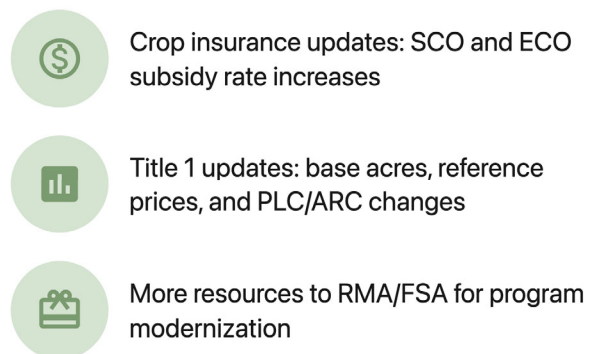 Crop insurance updates: SCO and ECO
subsidy rate increases
Title 1 updates: base acres, reference
prices, and PLC/ARC changes
More resources to RMA/FSA for program
modernization